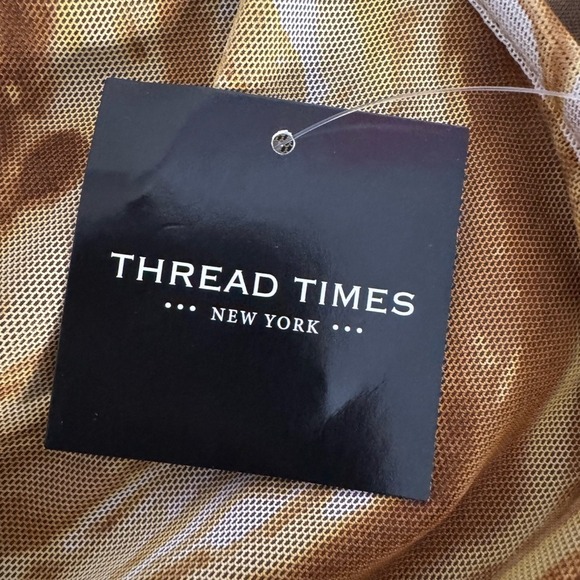 THREAD TIMES
••• NEW YORK •••